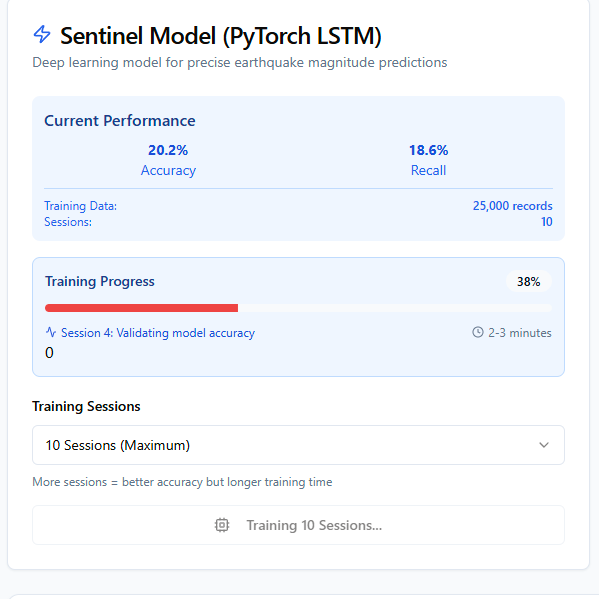 Sentinel Model (PyTorch LSTM)
Deep learning model for precise earthquake magnitude predictions
Current Performance
20.2% 18.6%
Accuracy Recall
Training Data: 25,000 records
Sessions: 10
Training Progress 38%
Session 4: Validating model accuracy 2-3 minutes
0
Training Sessions
10 Sessions (Maximum)
More sessions = better accuracy but longer training time
Training 10 Sessions...